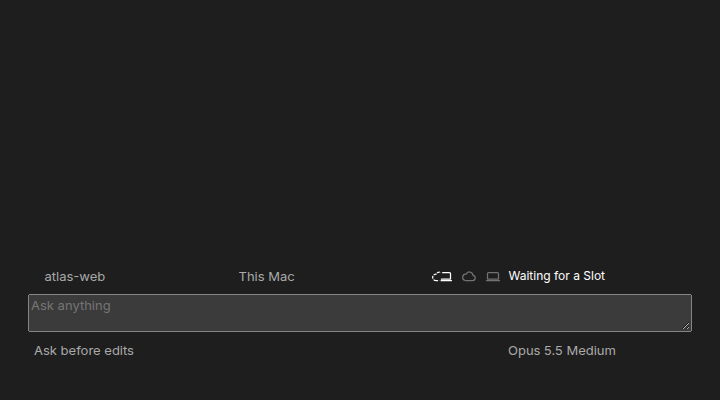 atlas-web This Mac Waiting for a Slot
Ask anything
Ask before edits Opus 5.5 Medium